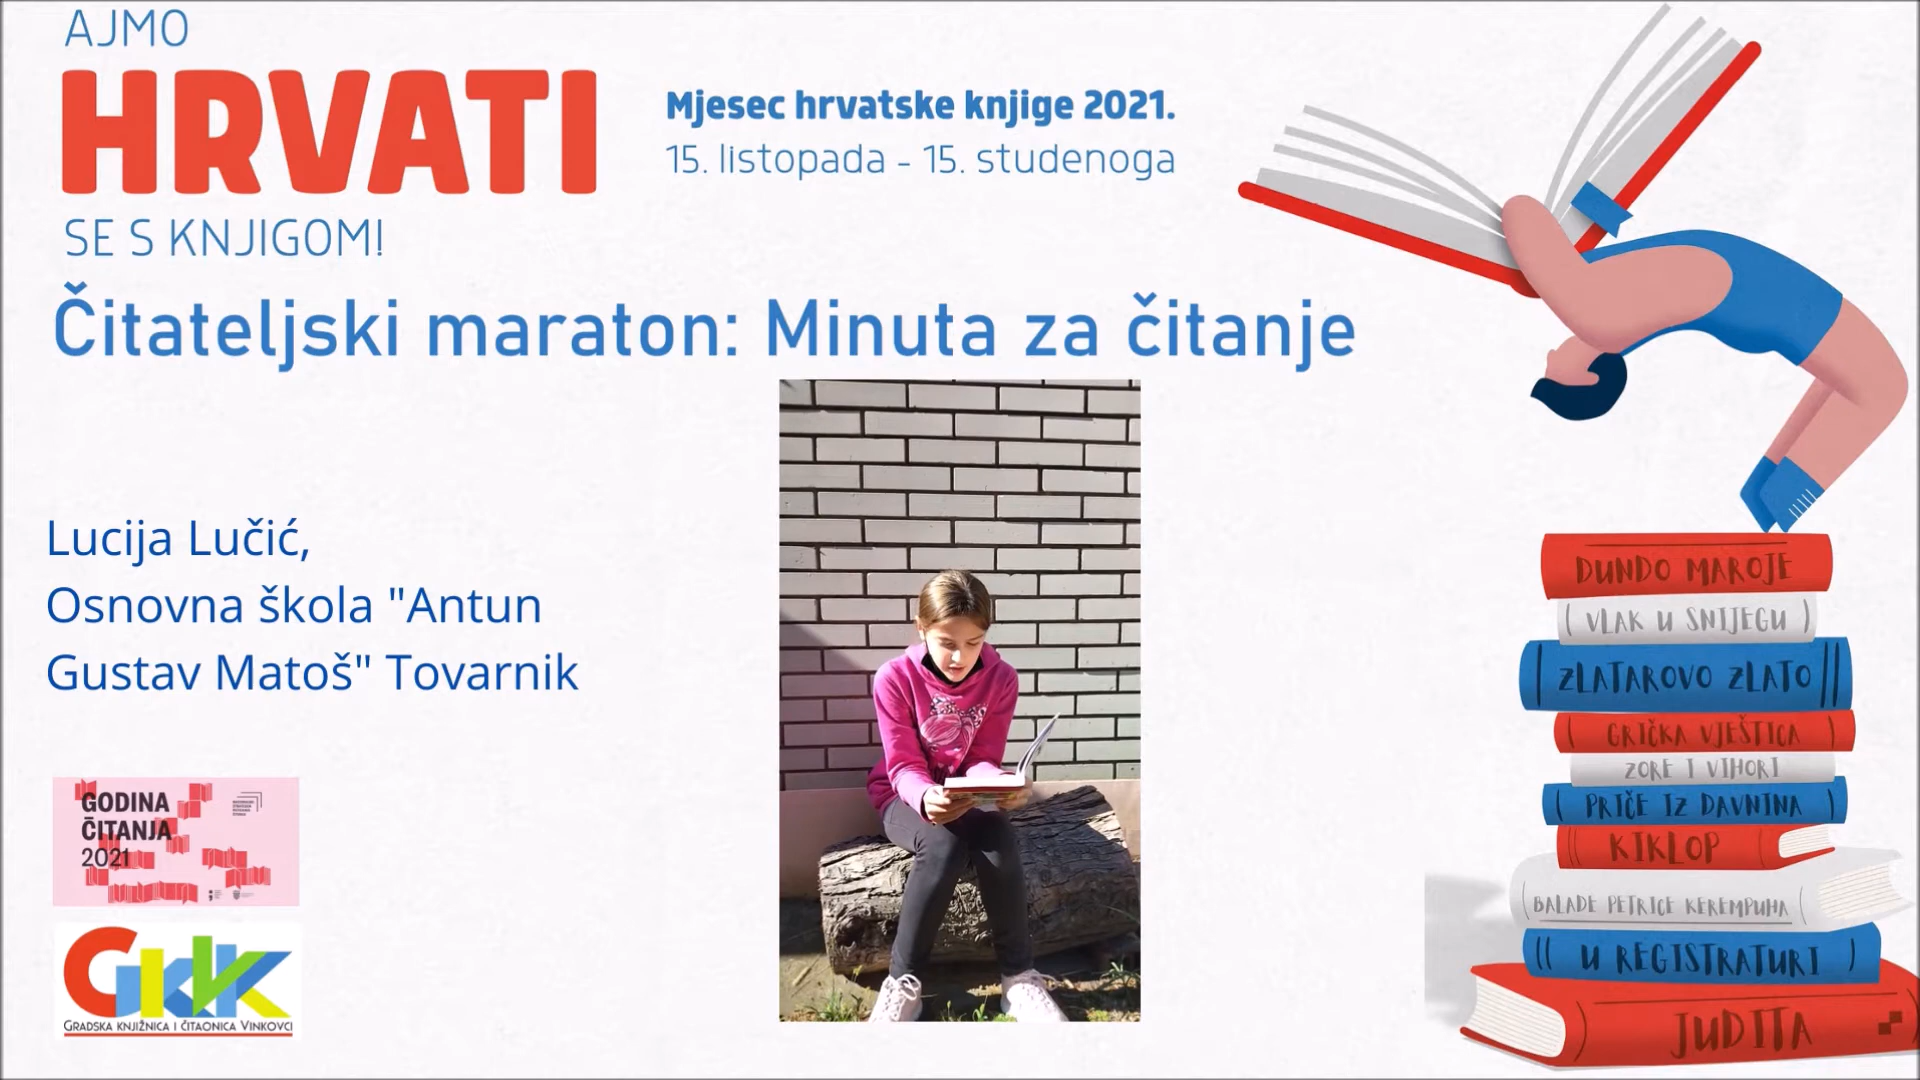 AJMO
HRVATI
SE S KNJIGOM!
Mjesec hrvatske knjige 2021.
15. listopada - 15. studenoga
Čitateljski maraton: Minuta za čitanje
Lucija Lučić,
Osnovna škola "Antun
Gustav Matoš" Tovarnik
GODINA
ČITANJA
2021
GKK
GRADSKA KNJIŽNICA I ČITAONICA VINKOVCI
DUNDO MAROJE
VLAK U SNIJEGU
ZLATAROVO ZLATO
GRIČKA VJEŠTICA
ZORE I VIHORI
PRIČE IZ DAVNINA
KIKLOP
BALADE PETRICE KEREMPUHA
U REGISTRATURI
JUDITA